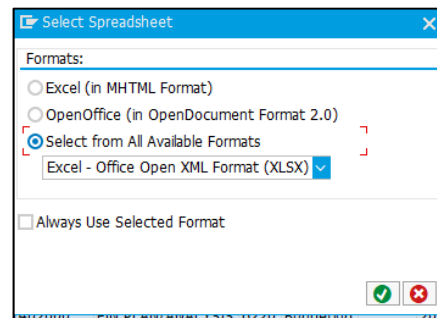 Select Spreadsheet
Formats:
Excel (in MHTML Format)
OpenOffice (in OpenDocument Format 2.0)
Select from All Available Formats
Excel - Office Open XML Format (XLSX)
Always Use Selected Format